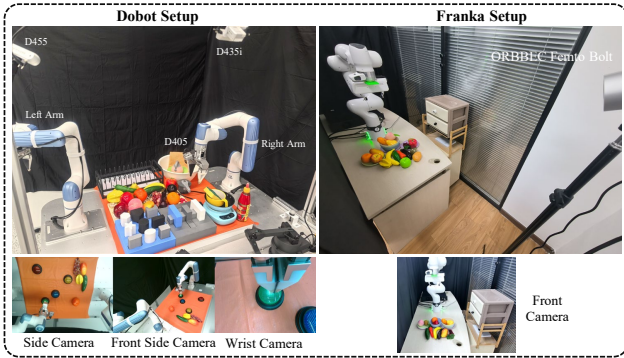 Dobot Setup
Franka Setup
D455
D435i
ORBBEC Femto Bolt
Left Arm
D405
Right Arm
Side Camera
Front Side Camera
Wrist Camera
Front
Camera